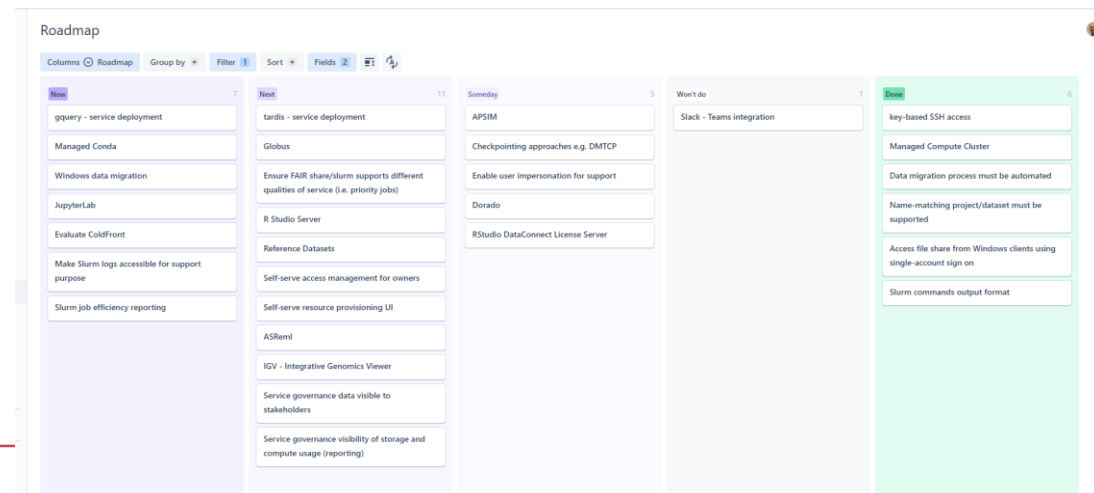 Roadmap
Columns Roadmap Group by + Filter 1 Sort + Fields 2
Now 7
gquery - service deployment
Managed Conda
Windows data migration
JupyterLab
Evaluate ColdFront
Make Slurm logs accessible for support
purpose
Slurm job efficiency reporting
Next 11
tardis - service deployment
Globus
Ensure FAIR share/slurm supports different
qualities of service (i.e. priority jobs)
R Studio Server
Reference Datasets
Self-serve access management for owners
Self-serve resource provisioning UI
ASReml
IGV - Integrative Genomics Viewer
Service governance data visible to
stakeholders
Service governance visibility of storage and
compute usage (reporting)
Someday 5
APSIM
Checkpointing approaches e.g. DMTCP
Enable user impersonation for support
Dorado
RStudio DataConnect License Server
Won't do 1
Slack - Teams integration
Done 6
key-based SSH access
Managed Compute Cluster
Data migration process must be automated
Name-matching project/dataset must be
supported
Access file share from Windows clients using
single-account sign on
Slurm commands output format